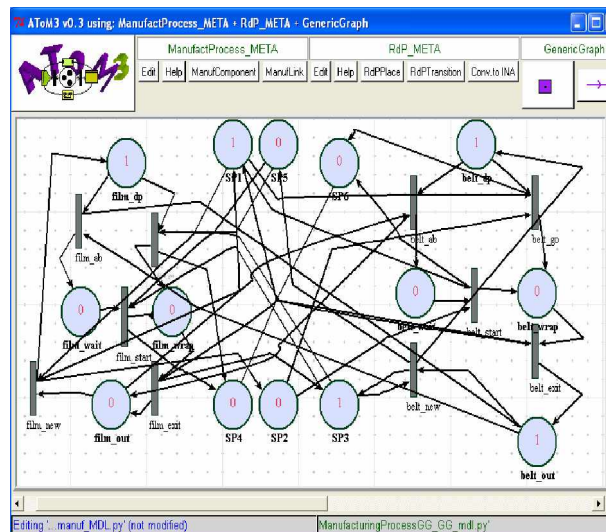 AToM3 v0.3 using: ManufactProcess_META + RdP_META + GenericGraph
ManufactProcess_META RdP_META GenericGraph
AToM3
Edit Help ManufComponent ManufLink Edit Help RdPPlace RdPTransition Conv.to INA
1 1 0 0 1
film_dp SP1 SP5 SP6 belt_dp
film_ab belt_ab belt_go
0 0 0 0
film_wait film_wrap belt_wrap
film_start belt_start
film_new film_exit belt_new belt_exit
0 0 0 1
film_out SP4 SP2 SP3
1
belt_out
Editing:'...manuf_MDL.py' (not modified) ManufacturingProcessGG_GG_mdl.py'